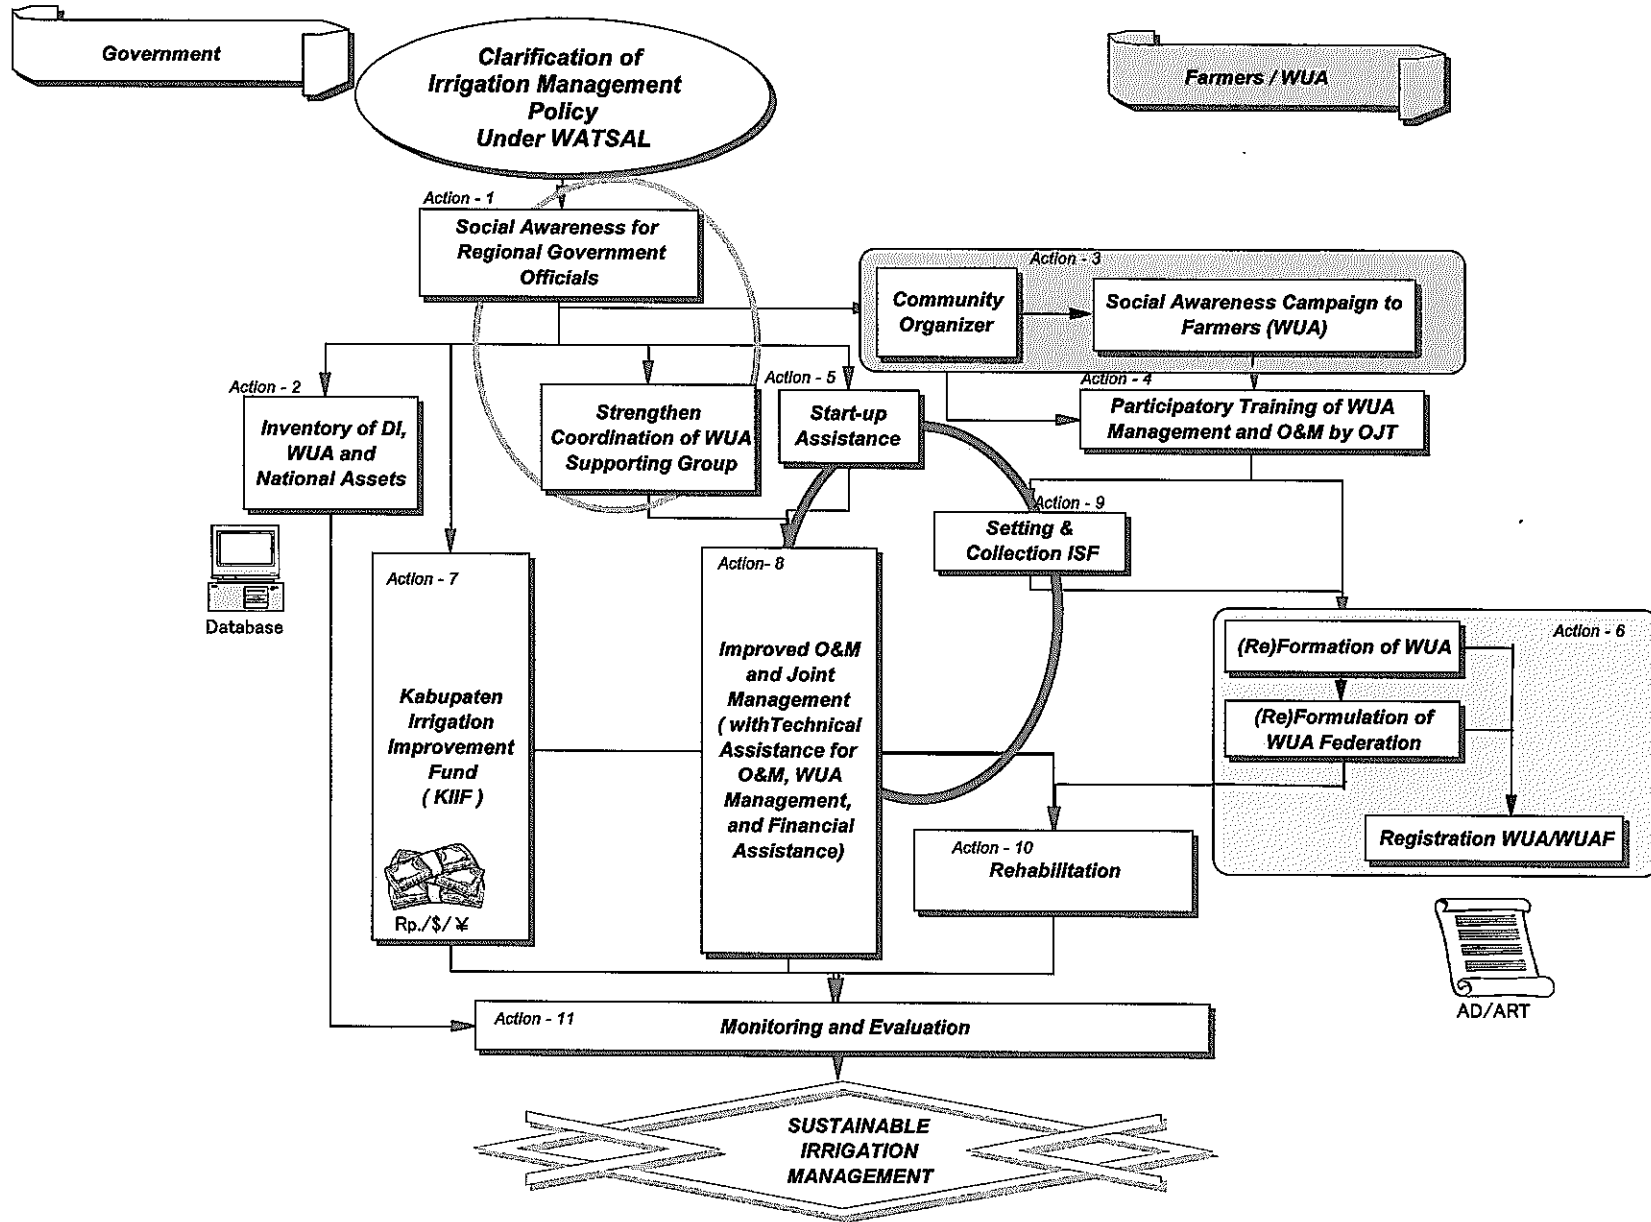 Government
Clarification of
Irrigation Management
Policy
Under WATSAL
Farmers / WUA
Action - 1
Social Awareness for
Regional Government
Officials
Action - 3
Community
Organizer
Social Awareness Campaign to
Farmers (WUA)
Action - 2
Inventory of DI,
WUA and
National Assets
Database
Strengthen
Coordination of WUA
Supporting Group
Action - 5
Start-up
Assistance
Action - 4
Participatory Training of WUA
Management and O&M by OJT
Action - 9
Setting &
Collection ISF
Action - 7
Kabupaten
Irrigation
Improvement
Fund
( KIIF )
Rp./$/ ¥
Action- 8
Improved O&M
and Joint
Management
( withTechnical
Assistance for
O&M, WUA
Management,
and Financial
Assistance)
Action - 6
(Re)Formation of WUA
(Re)Formulation of
WUA Federation
Registration WUA/WUAF
Action - 10
Rehabilitation
AD/ART
Action - 11
Monitoring and Evaluation
SUSTAINABLE
IRRIGATION
MANAGEMENT